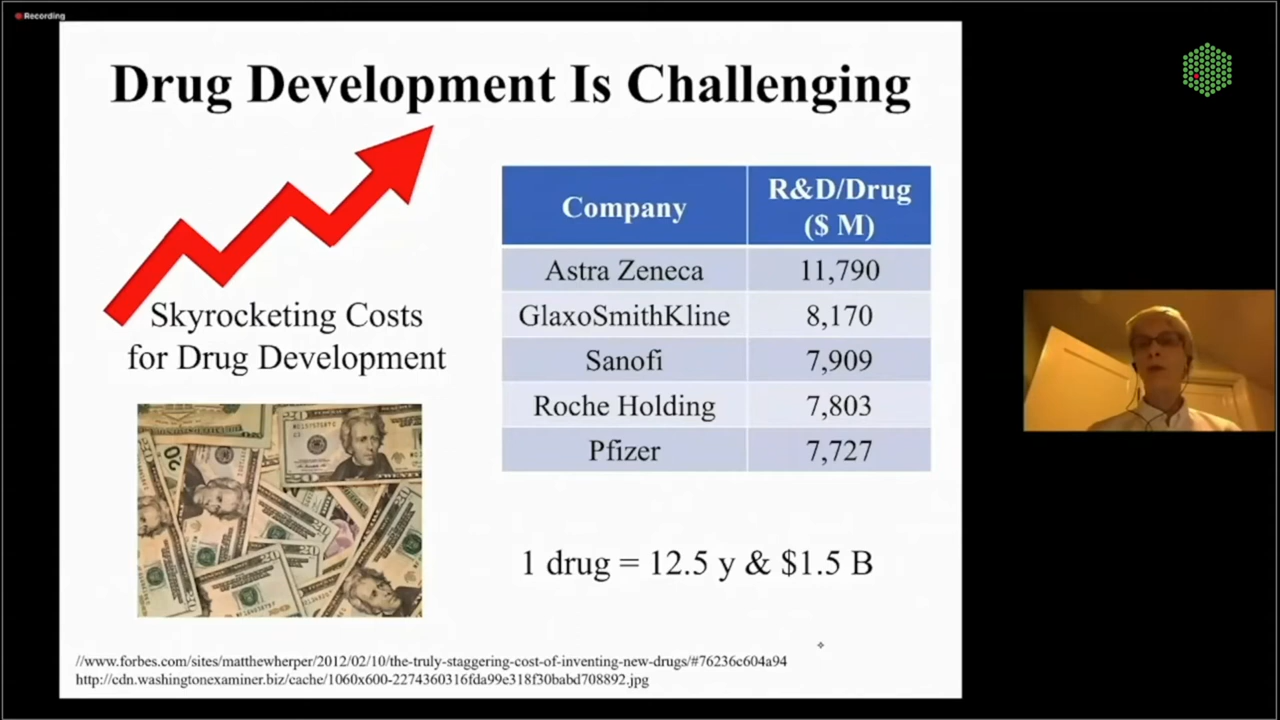 Recording
Drug Development Is Challenging
Skyrocketing Costs
for Drug Development
Company
R&D/Drug
($ M)
Astra Zeneca
11,790
GlaxoSmithKline
8,170
Sanofi
7,909
Roche Holding
7,803
Pfizer
7,727
1 drug = 12.5 y & $1.5 B
//www.forbes.com/sites/matthewherper/2012/02/10/the-truly-staggering-cost-of-inventing-new-drugs/#76236c604a94
http://cdn.washingtonexaminer.biz/cache/1060x600-2274360316fda99e318f30babd708892.jpg